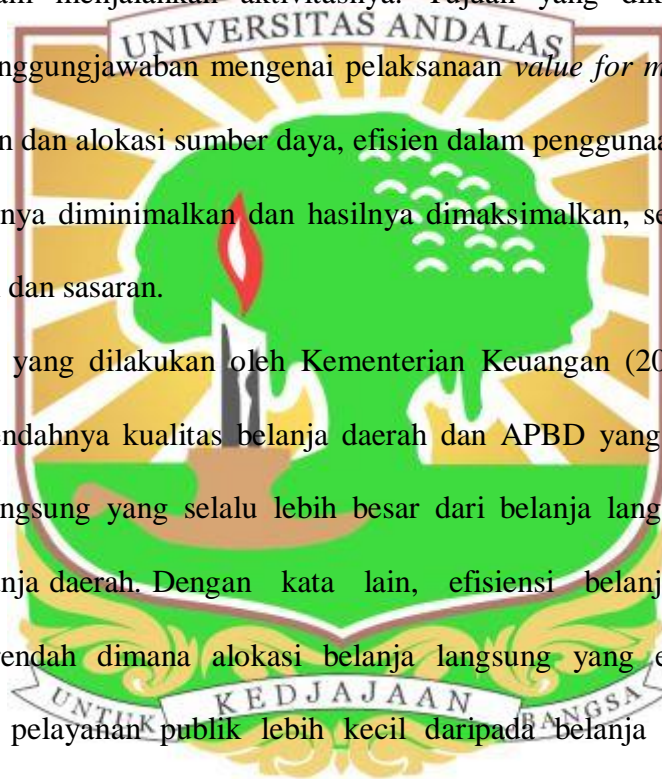 am menjalankan aktivitasnya. Tujuan yang dik
UNIVERSITAS ANDALAS
nggungjawaban mengenai pelaksanaan value for m
n dan alokasi sumber daya, efisien dalam penggunaa
nya diminimalkan dan hasilnya dimaksimalkan, se
dan sasaran.
yang dilakukan oleh Kementerian Keuangan (20
endahnya kualitas belanja daerah dan APBD yang
ngsung yang selalu lebih besar dari belanja lang
nja daerah. Dengan kata lain, efisiensi belanj
rendah dimana alokasi belanja langsung yang e
UNTUK KEDJAJAAN BANGSA
pelayanan publik lebih kecil daripada belanja